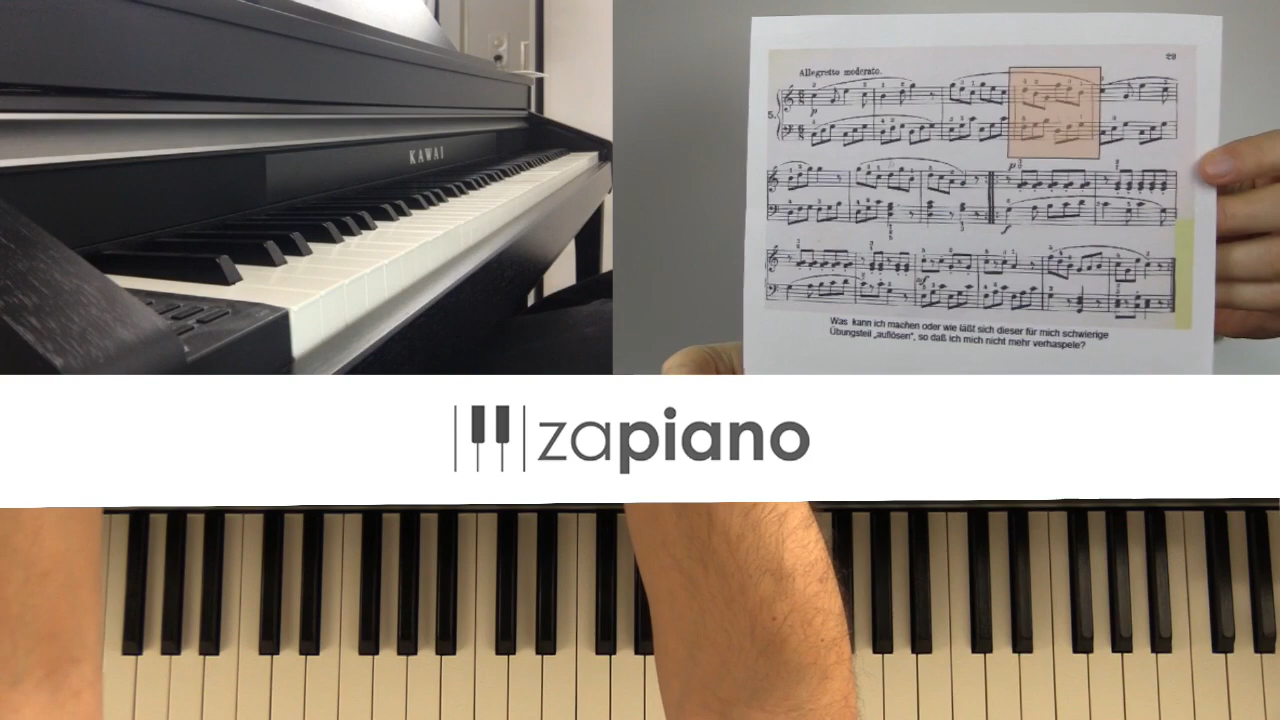 KAWAI
29
Allegretto moderato.
5.
Was kann ich machen oder wie läßt sich dieser für mich schwierige
Übungsteil „auflösen", so daß ich mich nicht mehr verhaspele?
zapiano